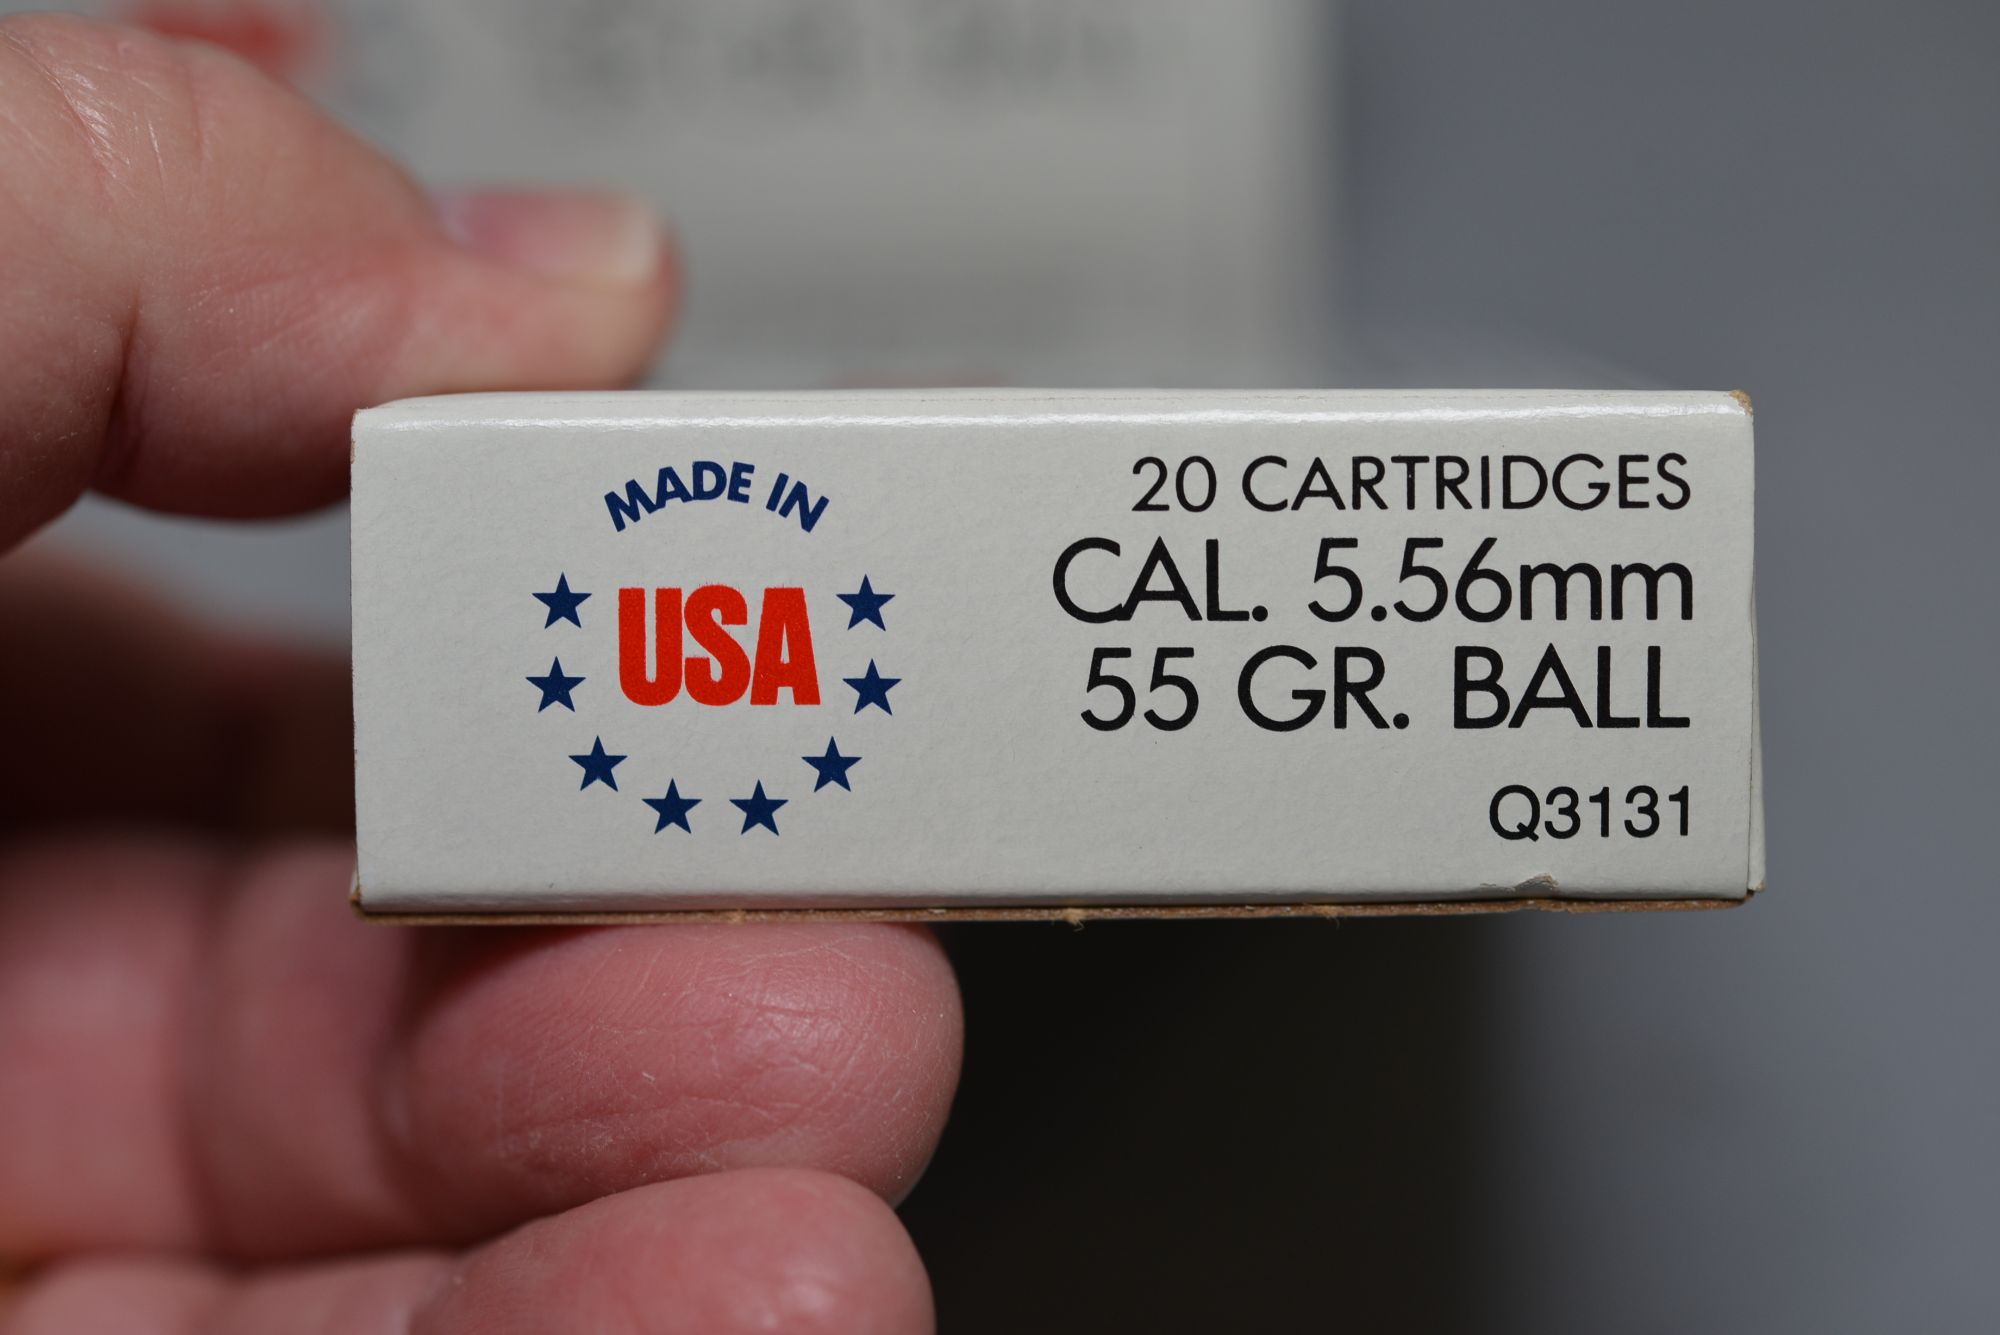 MADE IN
USA
20 CARTRIDGES
CAL. 5.56mm
55 GR. BALL
Q3131